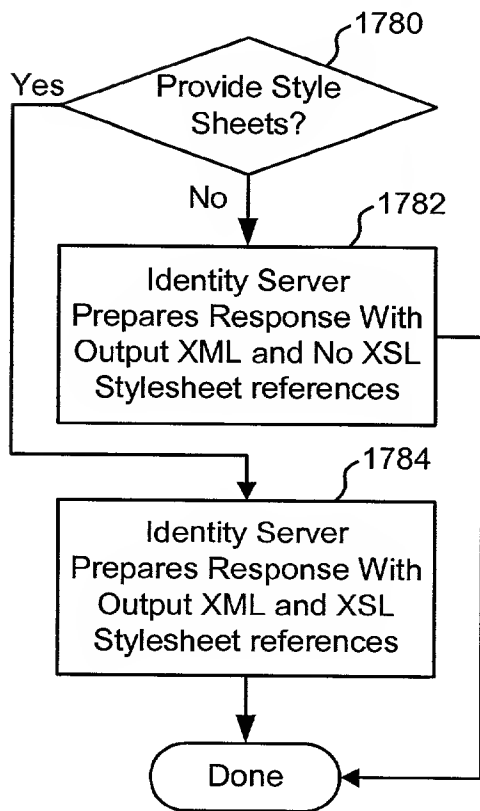 1780
Yes
Provide Style
Sheets?
No
1782
Identity Server
Prepares Response With
Output XML and No XSL
Stylesheet references
1784
Identity Server
Prepares Response With
Output XML and XSL
Stylesheet references
Done